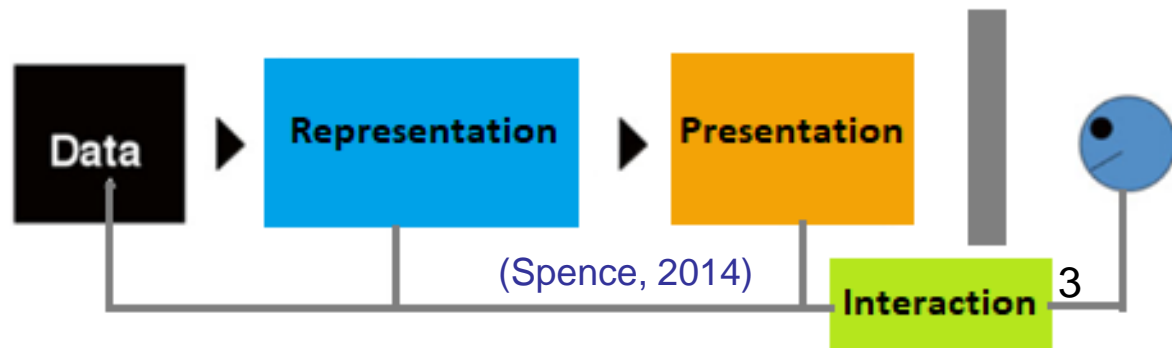 Data
Representation
Presentation
(Spence, 2014)
Interaction
3